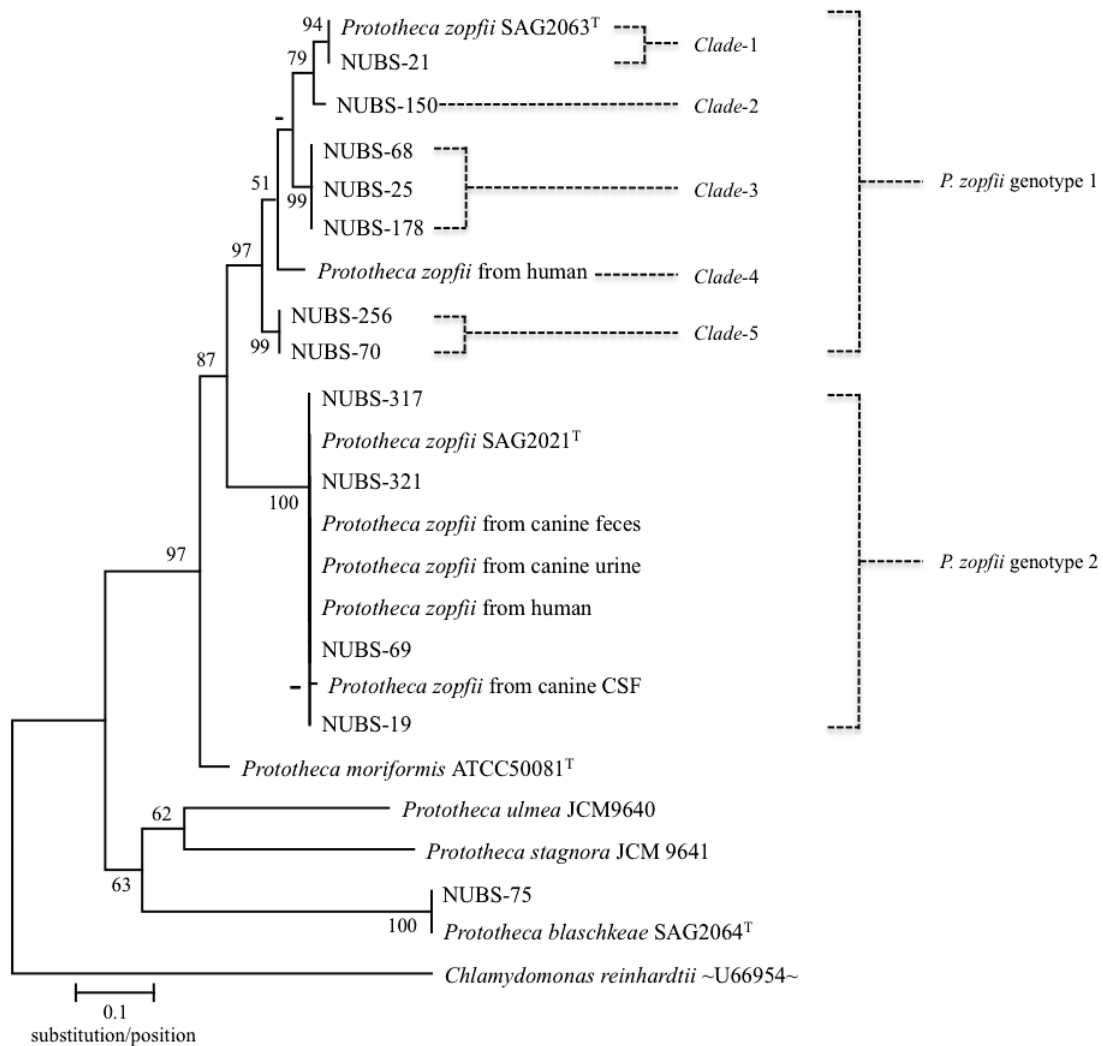 94
Prototheca zopfii SAG2063T
Clade-1
NUBS-21
79
NUBS-150
Clade-2
-
NUBS-68
NUBS-25
Clade-3
P. zopfii genotype 1
51
99
NUBS-178
97
Prototheca zopfii from human
Clade-4
NUBS-256
99
Clade-5
NUBS-70
87
NUBS-317
Prototheca zopfii SAG2021T
NUBS-321
100
Prototheca zopfii from canine feces
97
Prototheca zopfii from canine urine
P. zopfii genotype 2
Prototheca zopfii from human
NUBS-69
-
Prototheca zopfii from canine CSF
NUBS-19
Prototheca moriformis ATCC50081T
62
Prototheca ulmea JCM9640
Prototheca stagnora JCM 9641
63
NUBS-75
100
Prototheca blaschkeae SAG2064T
Chlamydomonas reinhardtii ~U66954~
0.1
substitution/position